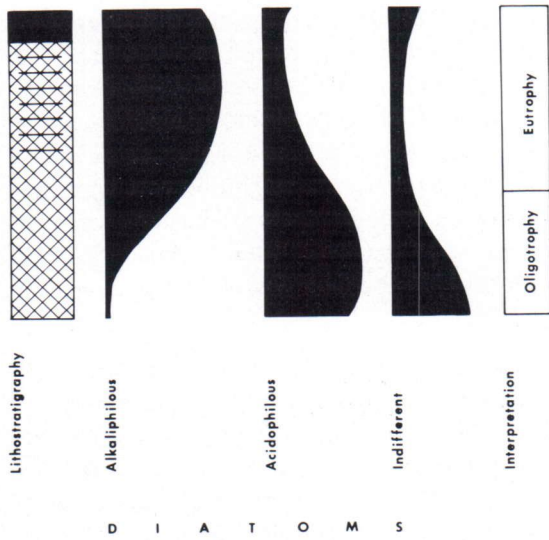 Lithostratigraphy
Alkaliphilous
Acidophilous
Indifferent
Interpretation
Oligotrophy
Eutrophy
D I A T O M S